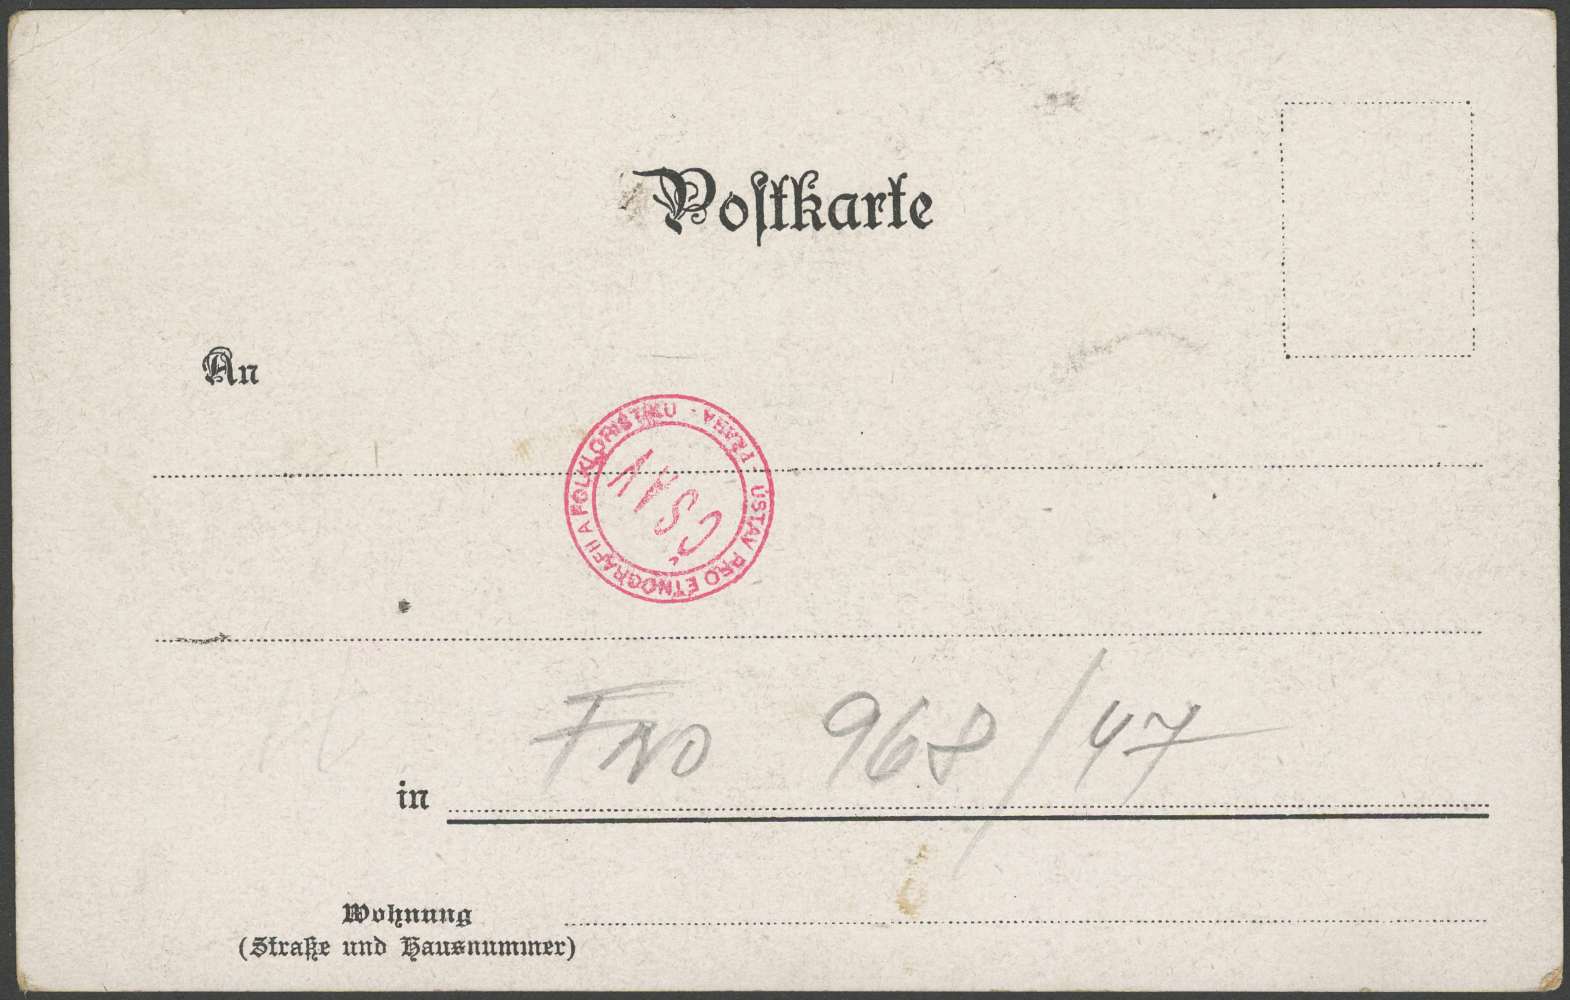 Postkarte
An
ÚSTAV PRO ETNOGRAFII A FOLKLORISTIKU - PRAHA -
ČSAV
FNO 968/47
in
Wohnung
(Straße und Hausnummer)